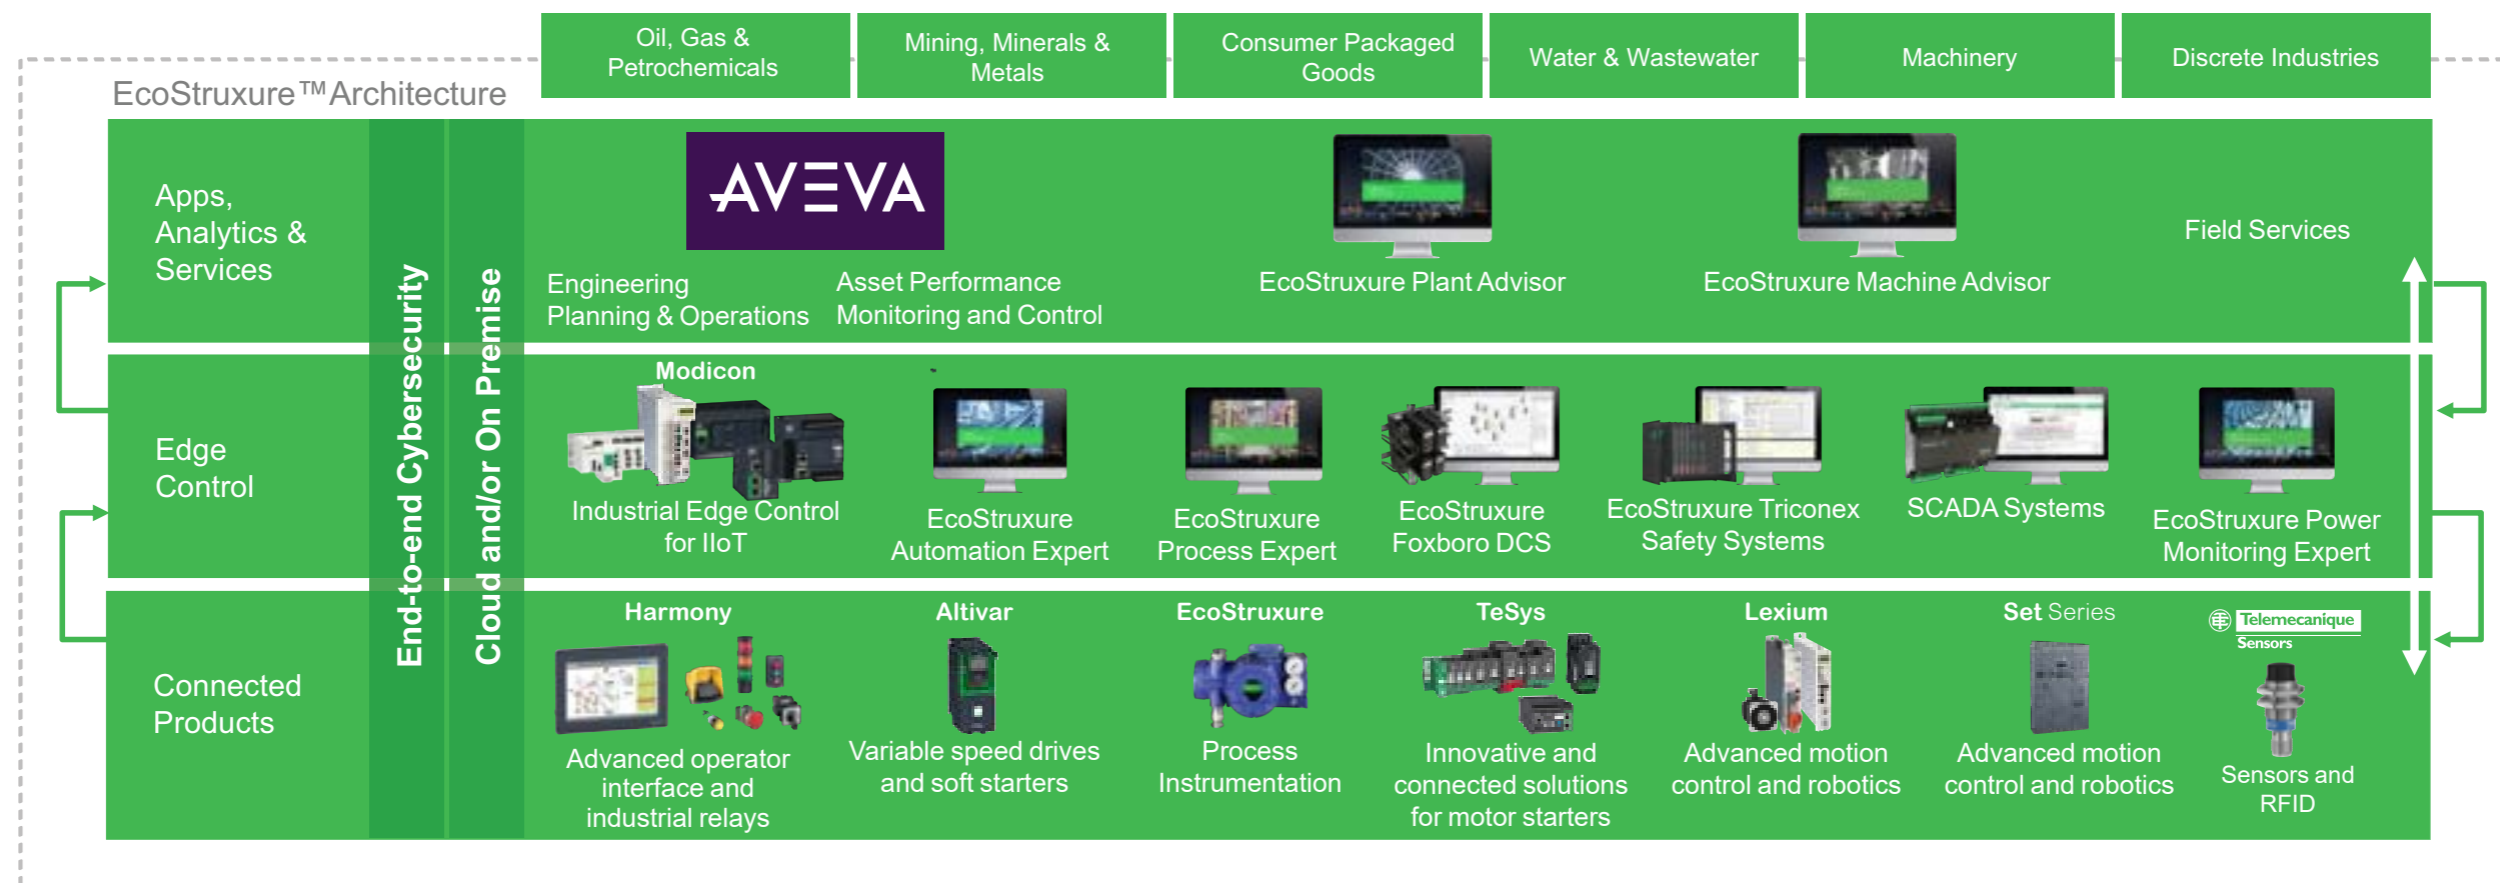 Oil, Gas &
Petrochemicals
Mining, Minerals &
Metals
Consumer Packaged
Goods
Water & Wastewater
Machinery
Discrete Industries
EcoStruxure™Architecture
Apps,
Analytics &
Services
End-to-end Cybersecurity
Cloud and/or On Premise
AVEVA
Engineering
Planning & Operations
Asset Performance
Monitoring and Control
EcoStruxure Plant Advisor
EcoStruxure Machine Advisor
Field Services
Edge
Control
Modicon
Industrial Edge Control
for IIoT
EcoStruxure
Automation Expert
EcoStruxure
Process Expert
EcoStruxure
Foxboro DCS
EcoStruxure Triconex
Safety Systems
SCADA Systems
EcoStruxure Power
Monitoring Expert
Connected
Products
Harmony
Advanced operator
interface and
industrial relays
Altivar
Variable speed drives
and soft starters
EcoStruxure
Process
Instrumentation
TeSys
Innovative and
connected solutions
for motor starters
Lexium
Advanced motion
control and robotics
Set Series
Advanced motion
control and robotics
Telemecanique
Sensors
Sensors and
RFID